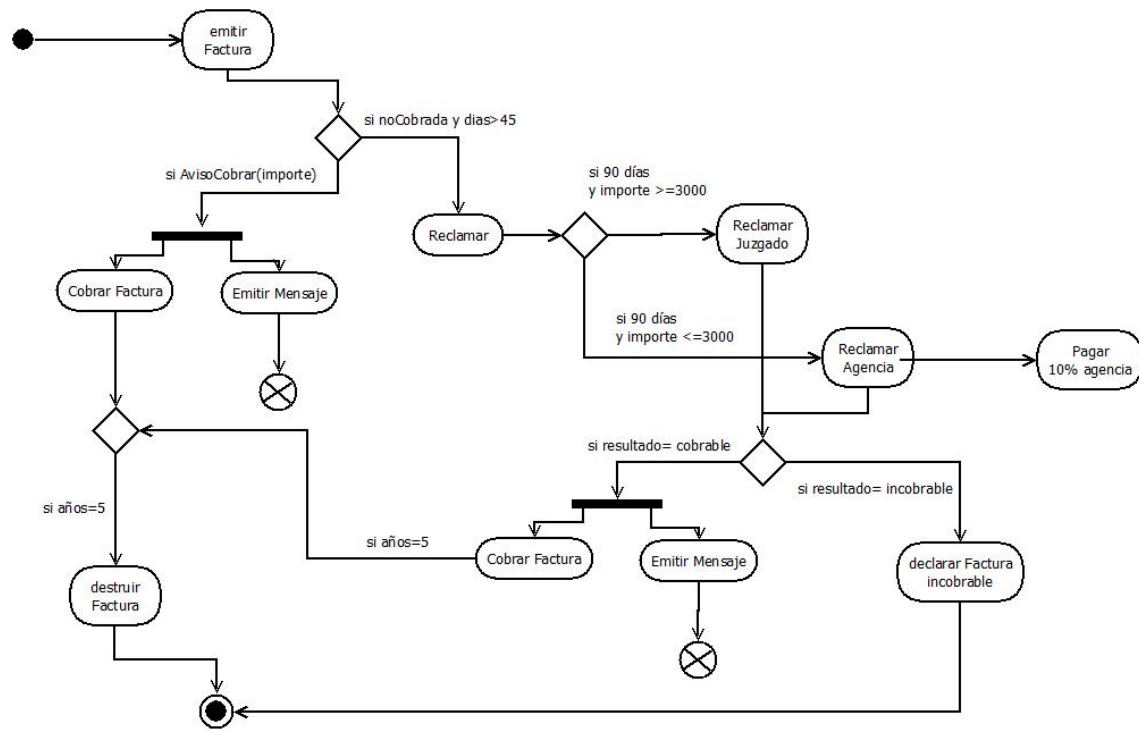 emitir
Factura
si noCobrada y dias>45
si AvisoCobrar(importe)
si 90 días
y importe >=3000
Reclamar
Reclamar
Juzgado
Cobrar Factura
Emitir Mensaje
si 90 días
y importe <=3000
Reclamar
Agencia
Pagar
10% agencia
si resultado= cobrable
si resultado= incobrable
si años=5
si años=5
Cobrar Factura
Emitir Mensaje
declarar Factura
incobrable
destruir
Factura